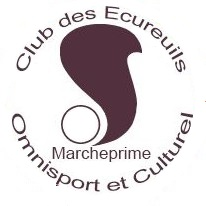 Club des Ecureuils
Marcheprime
Omnisport et Culturel